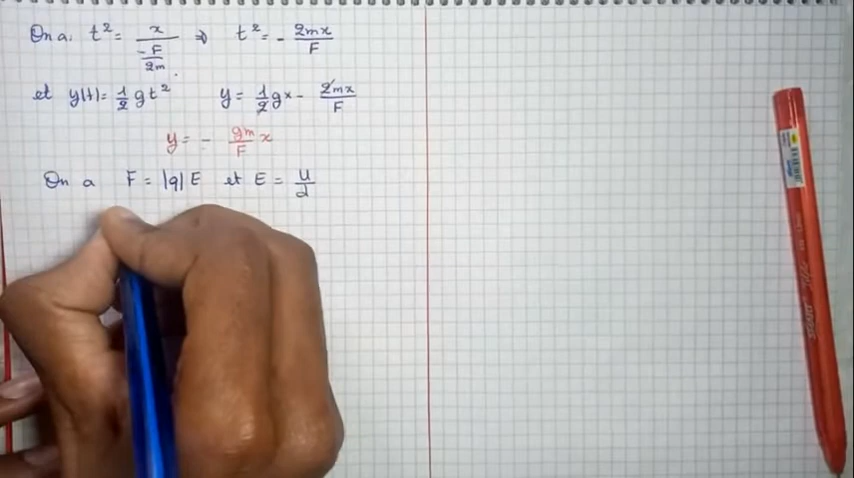 On a: t² = x / (-F/2m) ⇒ t² = - 2mx/F
et y(t) = 1/2 g t² y = 1/2 g × - 2mx/F
y = - gm/F x
On a F = |q| E et E = U/d